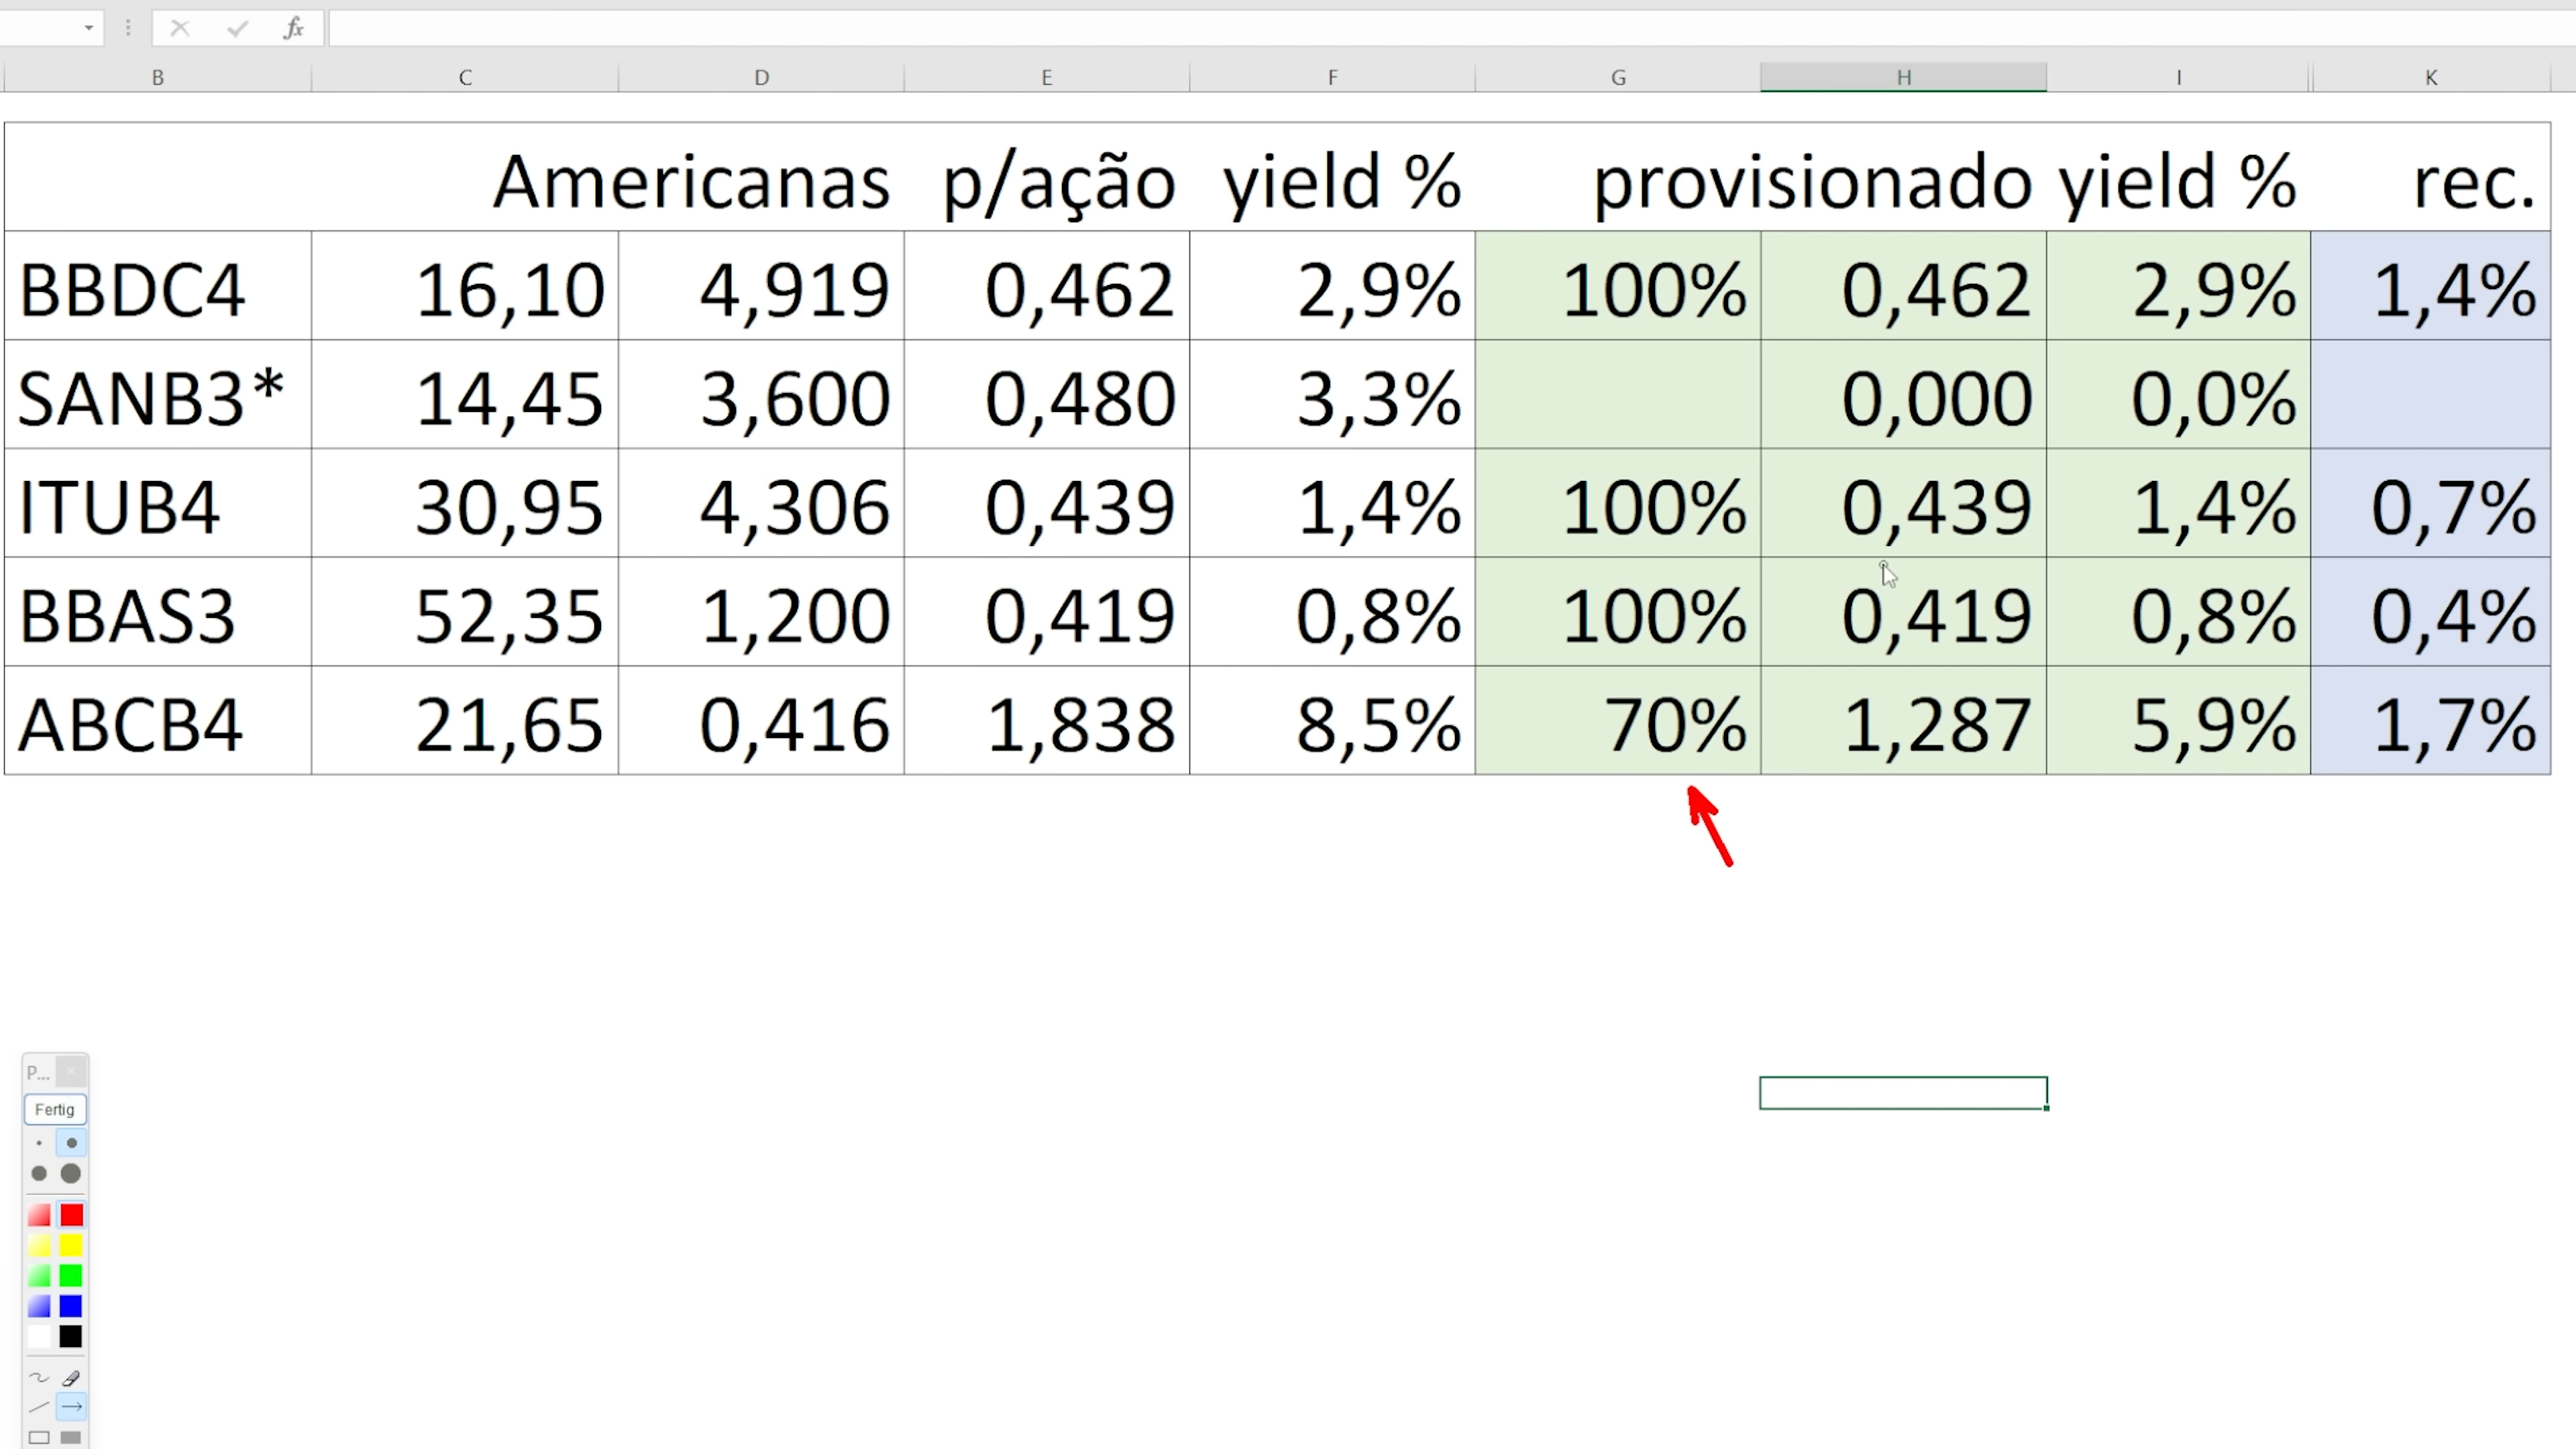 fx
B C D E F G H I K
Americanas p/ação yield % provisionado yield % rec.
BBDC4 16,10 4,919 0,462 2,9% 100% 0,462 2,9% 1,4%
SANB3* 14,45 3,600 0,480 3,3% 0,000 0,0%
ITUB4 30,95 4,306 0,439 1,4% 100% 0,439 1,4% 0,7%
BBAS3 52,35 1,200 0,419 0,8% 100% 0,419 0,8% 0,4%
ABCB4 21,65 0,416 1,838 8,5% 70% 1,287 5,9% 1,7%
P...
Fertig